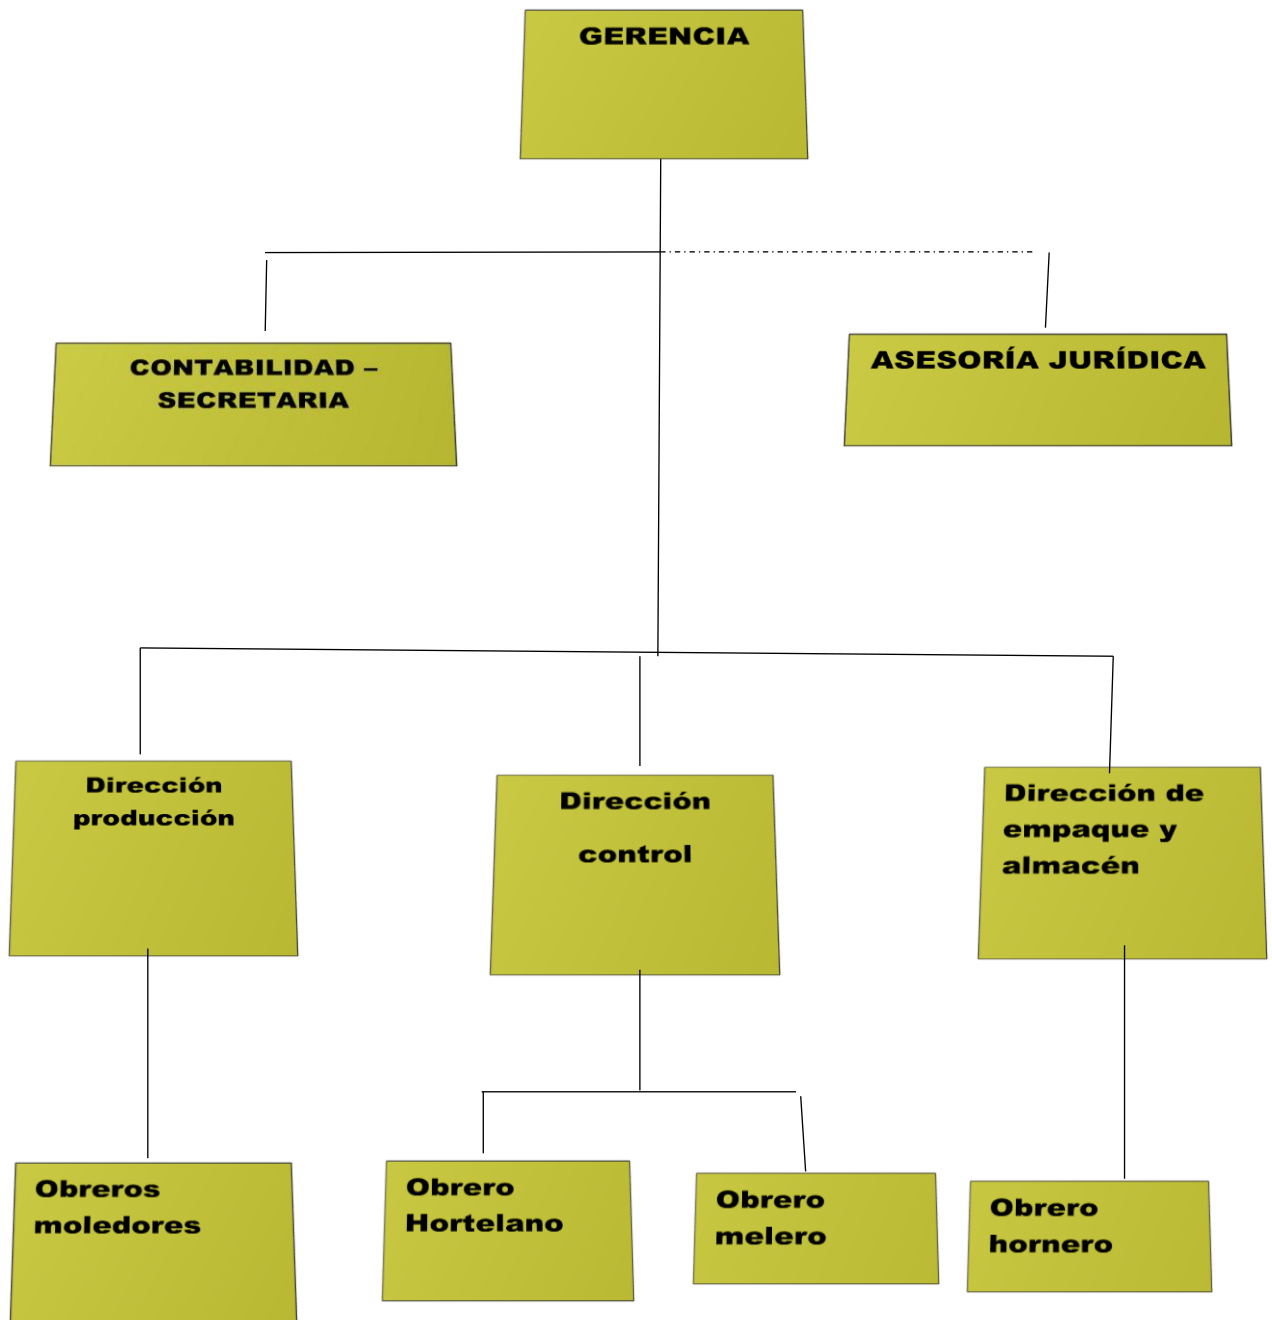 GERENCIA
CONTABILIDAD –
SECRETARIA
ASESORÍA JURÍDICA
Dirección
producción
Dirección
control
Dirección de
empaque y
almacén
Obreros
moledores
Obrero
Hortelano
Obrero
melero
Obrero
hornero